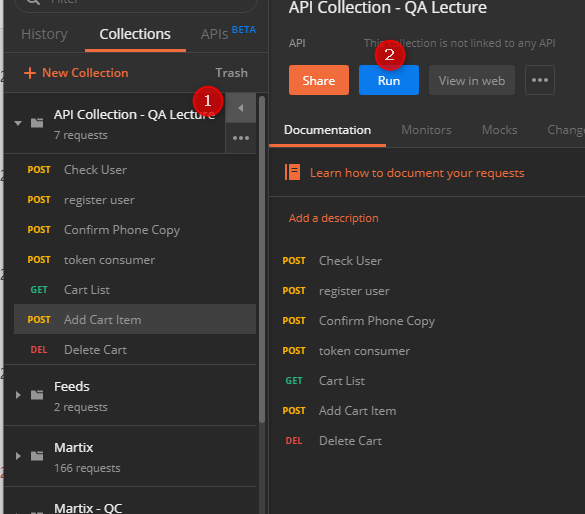 Filter
History
Collections
APIs BETA
+ New Collection
Trash
1
API Collection - QA Lecture
7 requests
POST Check User
POST register user
POST Confirm Phone Copy
POST token consumer
GET Cart List
POST Add Cart Item
DEL Delete Cart
Feeds
2 requests
Martix
166 requests
Martix - QC
API Collection - QA Lecture
API
This collection is not linked to any API
2
Share
Run
View in web
Documentation
Monitors
Mocks
Chang
Learn how to document your requests
Add a description
POST Check User
POST register user
POST Confirm Phone Copy
POST token consumer
GET Cart List
POST Add Cart Item
DEL Delete Cart